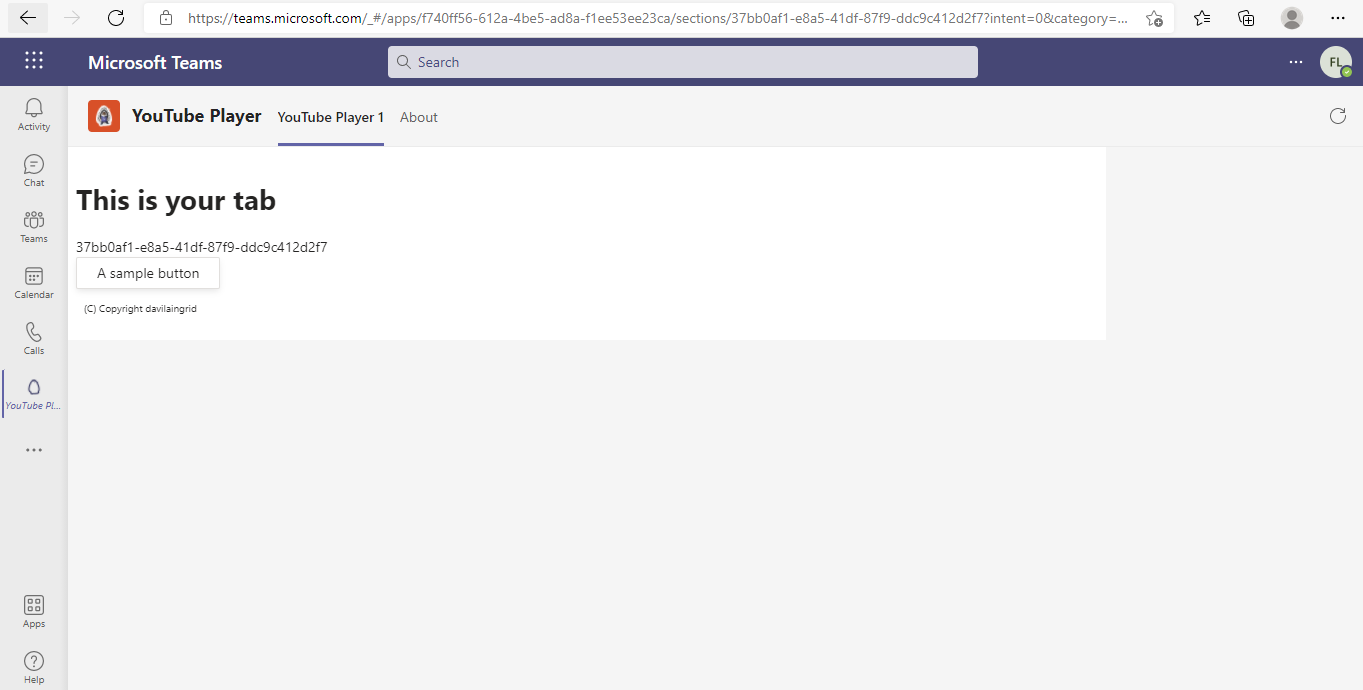 https://teams.microsoft.com/_#/apps/f740ff56-612a-4be5-ad8a-f1ee53ee23ca/sections/37bb0af1-e8a5-41df-87f9-ddc9c412d2f7?intent=0&category=...
Microsoft Teams
Search
FL
YouTube Player
YouTube Player 1
About
Activity
Chat
Teams
Calendar
Calls
YouTube Pl...
Apps
Help
This is your tab
37bb0af1-e8a5-41df-87f9-ddc9c412d2f7
A sample button
(C) Copyright davilaingrid